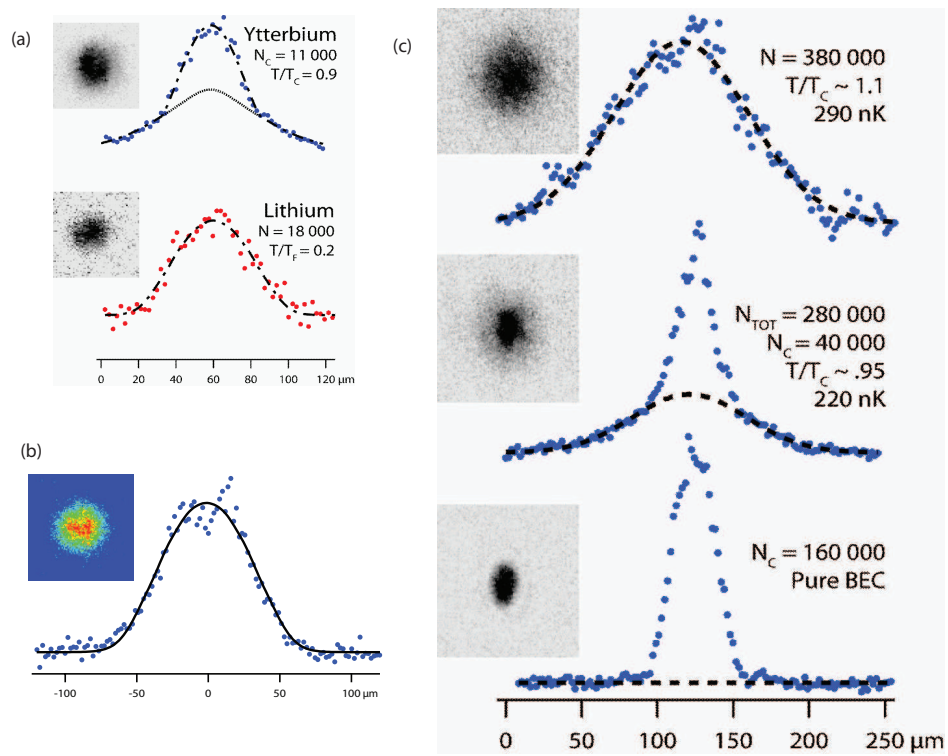 (a)
Ytterbium
N_C = 11 000
T/T_C = 0.9
Lithium
N = 18 000
T/T_F = 0.2
0 20 40 60 80 100 120 µm
(b)
-100 -50 0 50 100 µm
(c)
N = 380 000
T/T_C ~ 1.1
290 nK
N_TOT = 280 000
N_C = 40 000
T/T_C ~ .95
220 nK
N_C = 160 000
Pure BEC
0 50 100 150 200 250 µm